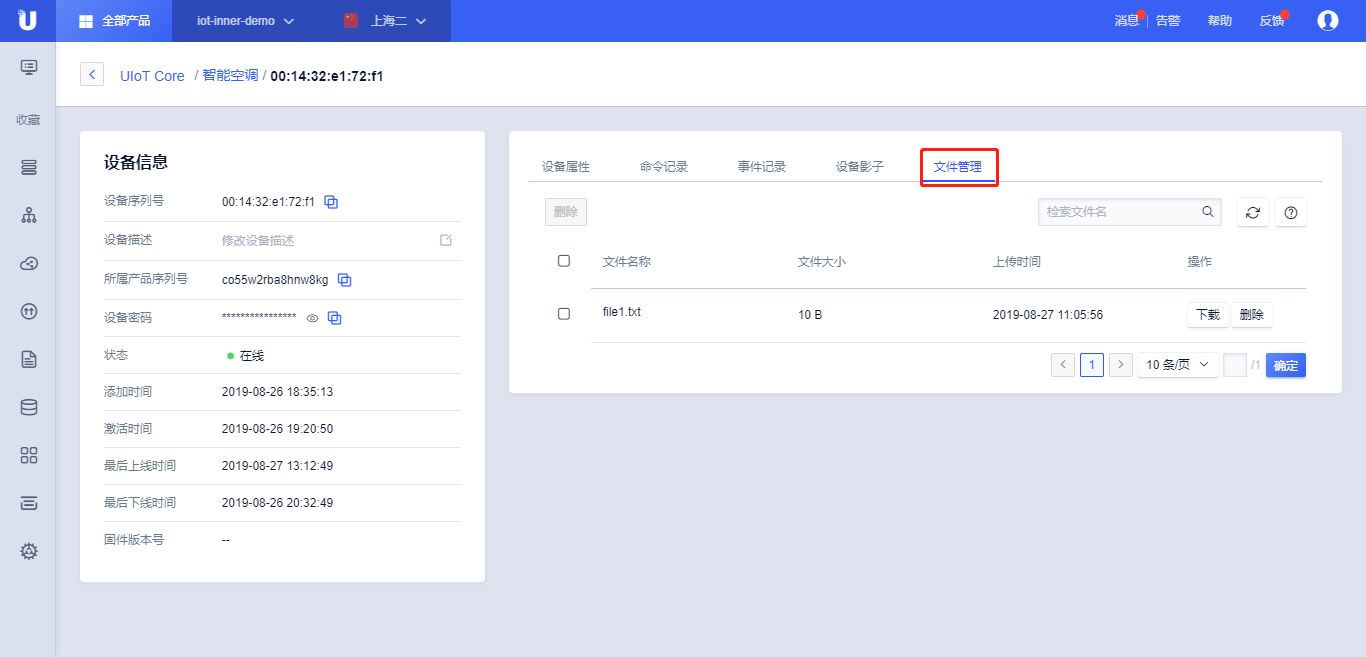 全部产品
iot-inner-demo
上海二
消息
告警
帮助
反馈
收藏
UIoT Core / 智能空调 / 00:14:32:e1:72:f1
设备信息
设备序列号 00:14:32:e1:72:f1
设备描述 修改设备描述
所属产品序列号 co55w2rba8hnw8kg
设备密码 ****************
状态 在线
添加时间 2019-08-26 18:35:13
激活时间 2019-08-26 19:20:50
最后上线时间 2019-08-27 13:12:49
最后下线时间 2019-08-26 20:32:49
固件版本号 --
设备属性 命令记录 事件记录 设备影子 文件管理
删除 检索文件名
文件名称 文件大小 上传时间 操作
file1.txt 10 B 2019-08-27 11:05:56 下载 删除
1 10 条/页 /1 确定